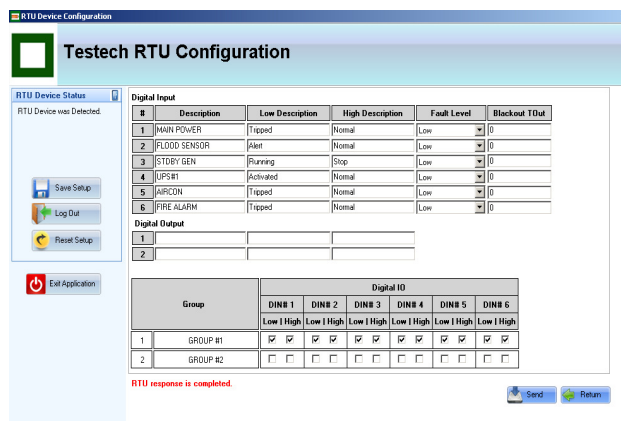 RTU Device Configuration
Testech RTU Configuration
RTU Device Status
RTU Device was Detected.
Save Setup
Log Out
Reset Setup
Exit Application
Digital Input
# Description Low Description High Description Fault Level Blackout TOut
1 MAIN POWER Tripped Normal Low 0
2 FLOOD SENSOR Alert Normal Low 0
3 STDBY GEN Running Stop Low 0
4 UPS#1 Activated Normal Low 0
5 AIRCON Tripped Normal Low 0
6 FIRE ALARM Tripped Normal Low 0
Digital Output
1
2
Group Digital IO
DIN# 1 DIN# 2 DIN# 3 DIN# 4 DIN# 5 DIN# 6
Low | High Low | High Low | High Low | High Low | High Low | High
1 GROUP #1
2 GROUP #2
RTU response is completed.
Send Return